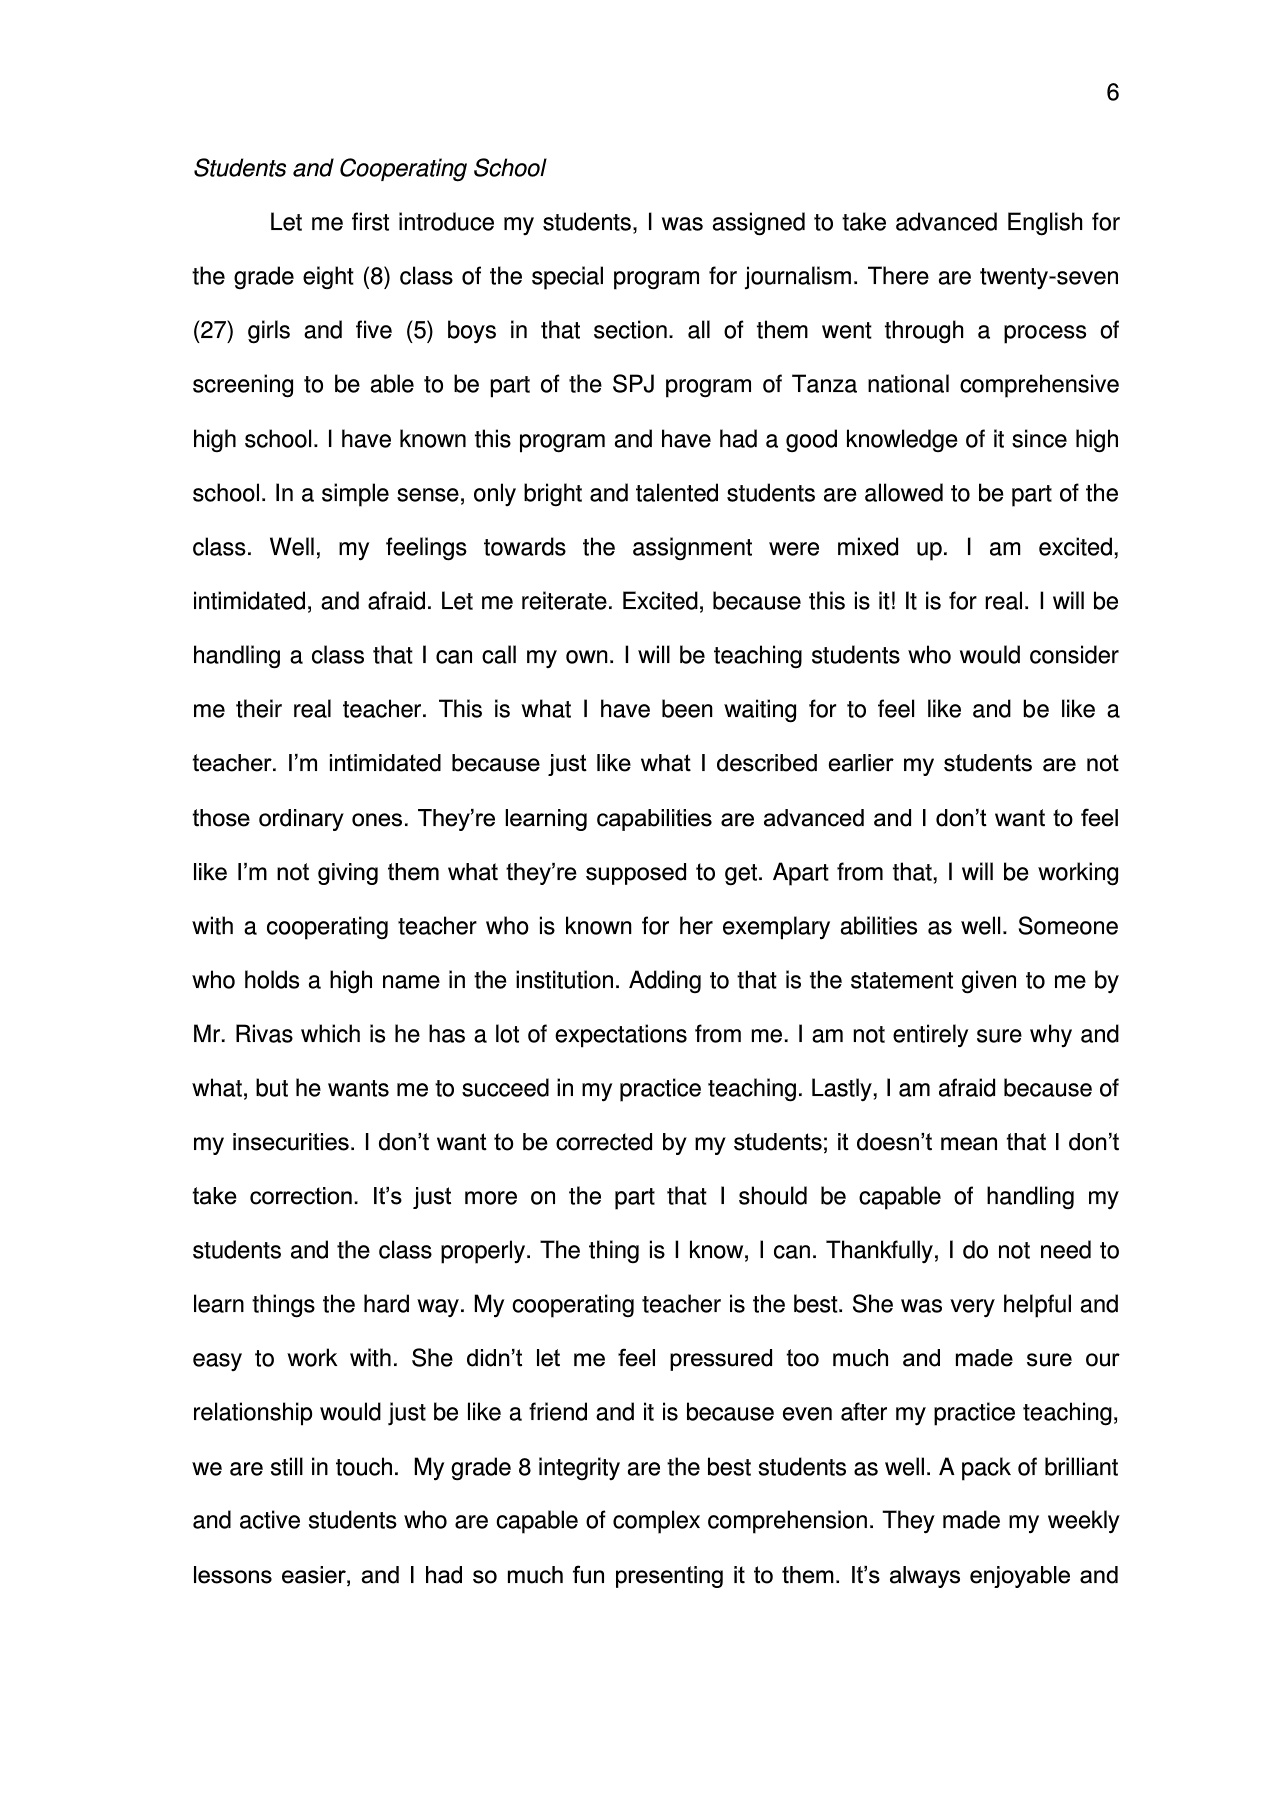 6
Students and Cooperating School
Let me first introduce my students, I was assigned to take advanced English for
the grade eight (8) class of the special program for journalism. There are twenty-seven
(27) girls and five (5) boys in that section. all of them went through a process of
screening to be able to be part of the SPJ program of Tanza national comprehensive
high school. I have known this program and have had a good knowledge of it since high
school. In a simple sense, only bright and talented students are allowed to be part of the
class. Well, my feelings towards the assignment were mixed up. I am excited,
intimidated, and afraid. Let me reiterate. Excited, because this is it! It is for real. I will be
handling a class that I can call my own. I will be teaching students who would consider
me their real teacher. This is what I have been waiting for to feel like and be like a
teacher. I’m intimidated because just like what I described earlier my students are not
those ordinary ones. They’re learning capabilities are advanced and I don’t want to feel
like I’m not giving them what they’re supposed to get. Apart from that, I will be working
with a cooperating teacher who is known for her exemplary abilities as well. Someone
who holds a high name in the institution. Adding to that is the statement given to me by
Mr. Rivas which is he has a lot of expectations from me. I am not entirely sure why and
what, but he wants me to succeed in my practice teaching. Lastly, I am afraid because of
my insecurities. I don’t want to be corrected by my students; it doesn’t mean that I don’t
take correction. It’s just more on the part that I should be capable of handling my
students and the class properly. The thing is I know, I can. Thankfully, I do not need to
learn things the hard way. My cooperating teacher is the best. She was very helpful and
easy to work with. She didn’t let me feel pressured too much and made sure our
relationship would just be like a friend and it is because even after my practice teaching,
we are still in touch.  My grade 8 integrity are the best students as well. A pack of brilliant
and active students who are capable of complex comprehension. They made my weekly
lessons easier, and I had so much fun presenting it to them. It’s always enjoyable and